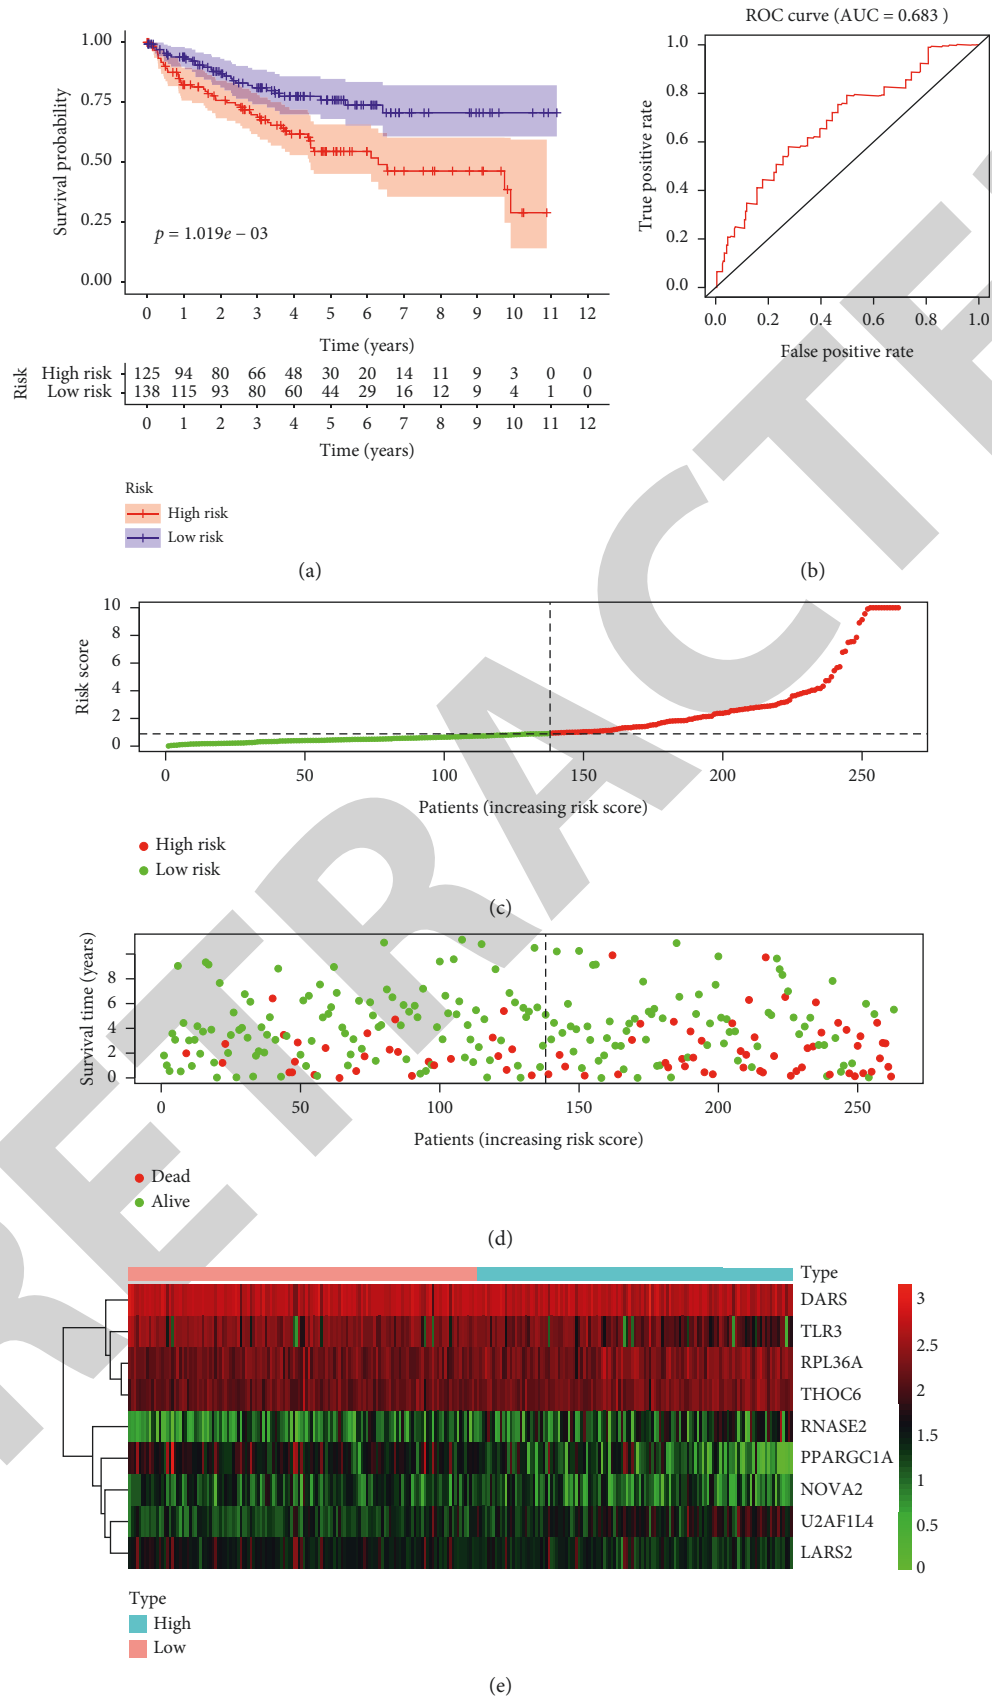 1.00
0.75
0.50
0.25
0.00
Survival probability
p = 1.019e – 03
0 1 2 3 4 5 6 7 8 9 10 11 12
Time (years)
Risk
High risk 125 94 80 66 48 30 20 14 11 9 3 0 0
Low risk 138 115 93 80 60 44 29 16 12 9 4 1 0
0 1 2 3 4 5 6 7 8 9 10 11 12
Time (years)
Risk
High risk
Low risk
(a)
ROC curve (AUC = 0.683 )
1.0
0.8
0.6
0.4
0.2
0.0
True positive rate
0.0 0.2 0.4 0.6 0.8 1.0
False positive rate
(b)
10
8
6
4
2
0
Risk score
0 50 100 150 200 250
Patients (increasing risk score)
High risk
Low risk
(c)
8
6
4
2
0
Survival time (years)
0 50 100 150 200 250
Patients (increasing risk score)
Dead
Alive
(d)
Type
DARS
TLR3
RPL36A
THOC6
RNASE2
PPARGC1A
NOVA2
U2AF1L4
LARS2
3
2.5
2
1.5
1
0.5
0
Type
High
Low
(e)
RETRACTE